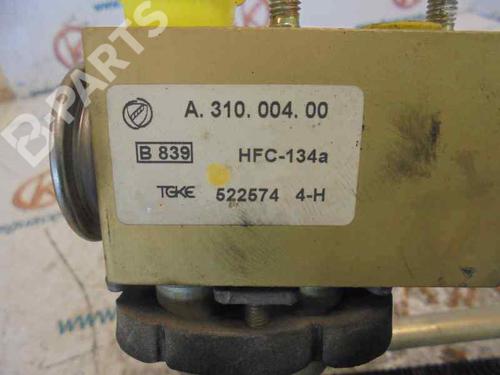 B-PARTS
A. 310. 004. 00
B 839 HFC-134a
TGKE 522574 4-H